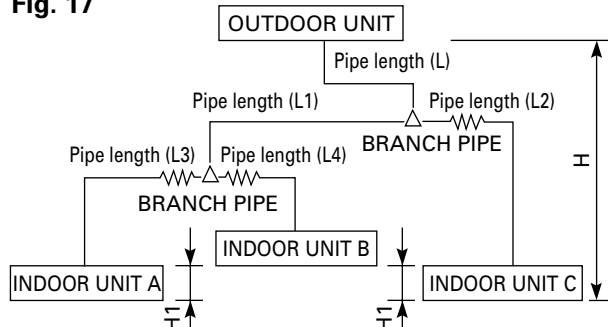 Fig. 17
OUTDOOR UNIT
Pipe length (L)
Pipe length (L1)
Pipe length (L2)
BRANCH PIPE
H
Pipe length (L3)
Pipe length (L4)
BRANCH PIPE
INDOOR UNIT B
INDOOR UNIT A
INDOOR UNIT C
H1
H1